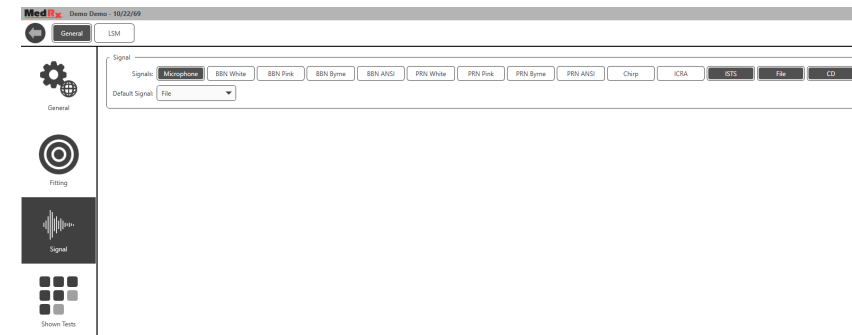 MedRx Demo Demo - 10/22/69
General LSM
Signal
Signals: Microphone BBN White BBN Pink BBN Byrne BBN ANSI PRN White PRN Pink PRN Byrne PRN ANSI Chirp ICRA ISTS File CD
Default Signal: File
General
Fitting
Signal
Shown Tests